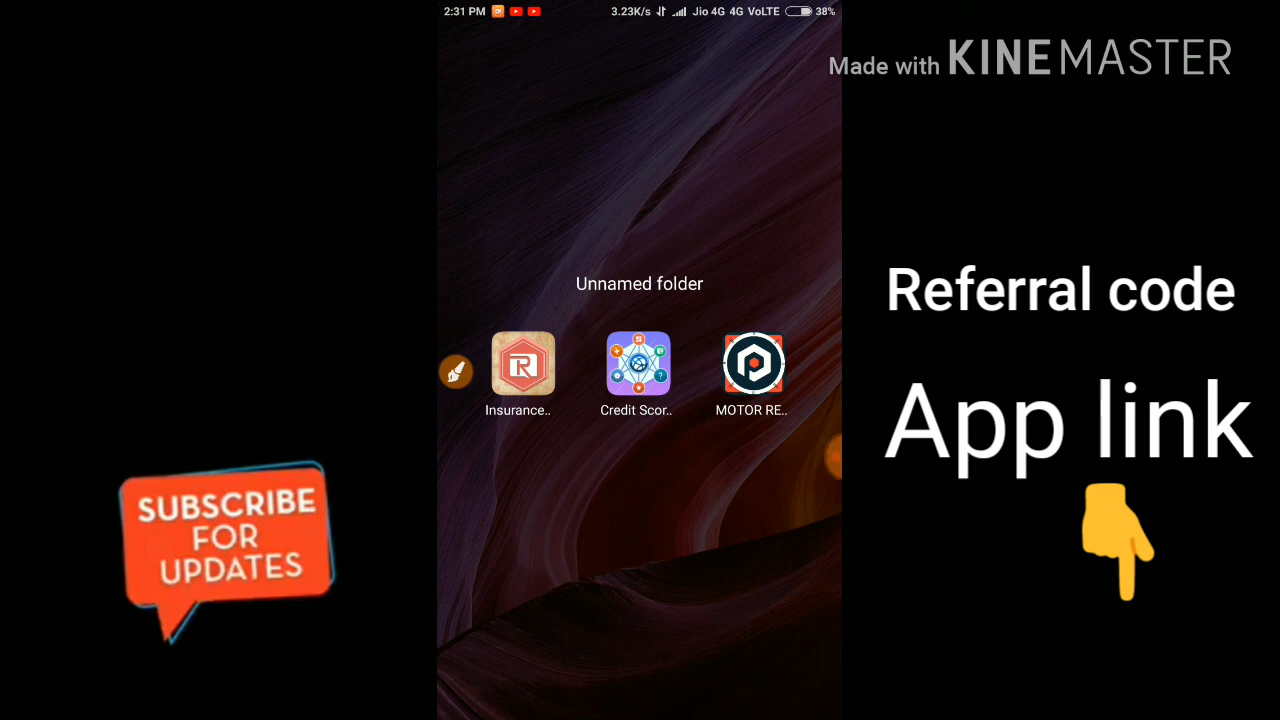 2:31 PM
3.23K/s Jio 4G 4G VoLTE 38%
Made with KINEMASTER
Unnamed folder
Referral code
Insurance..
Credit Scor..
MOTOR RE..
App link
SUBSCRIBE
FOR
UPDATES